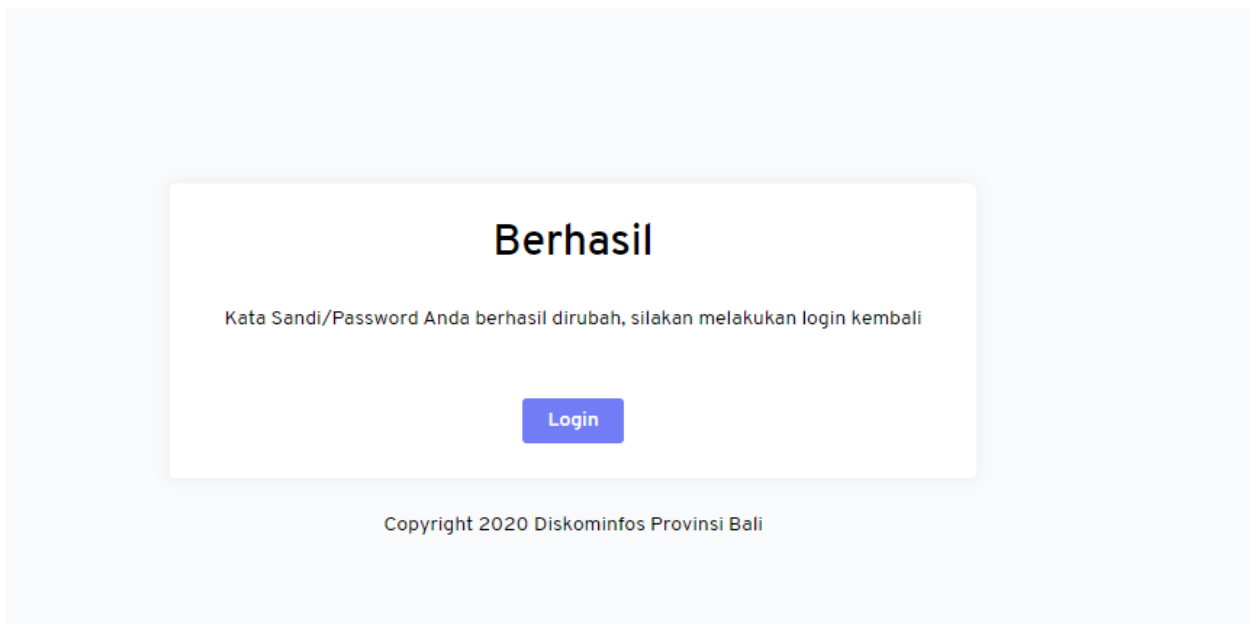 Berhasil
Kata Sandi/Password Anda berhasil dirubah, silakan melakukan login kembali
Login
Copyright 2020 Diskominfos Provinsi Bali